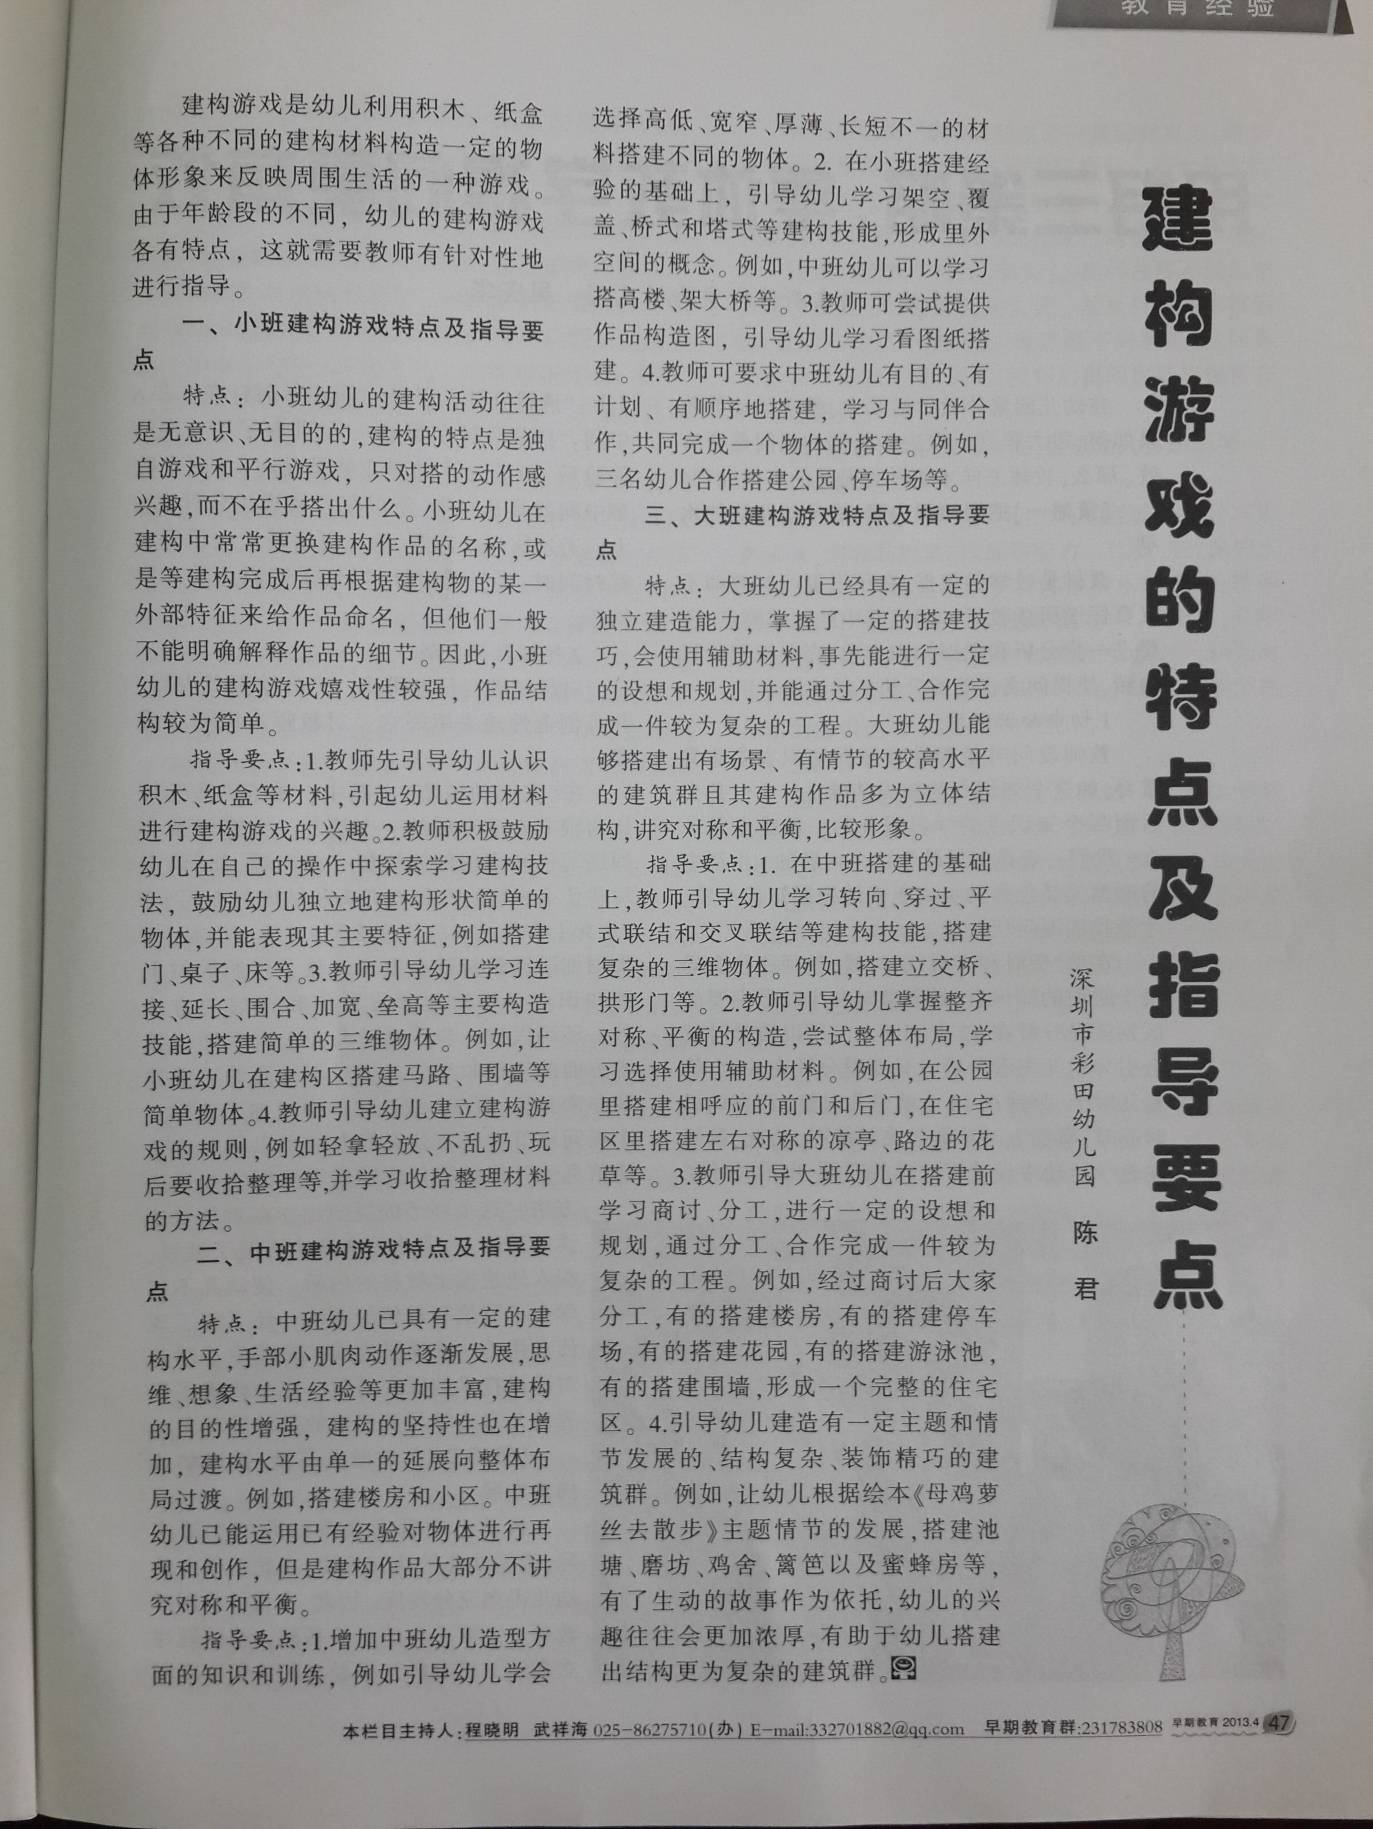 教育经验
建构游戏的特点及指导要点
深圳市彩田幼儿园 陈君
建构游戏是幼儿利用积木、纸盒
等各种不同的建构材料构造一定的物
体形象来反映周围生活的一种游戏。
由于年龄段的不同，幼儿的建构游戏
各有特点，这就需要教师有针对性地
进行指导。
一、小班建构游戏特点及指导要
点
特点：小班幼儿的建构活动往往
是无意识、无目的的,建构的特点是独
自游戏和平行游戏，只对搭的动作感
兴趣,而不在乎搭出什么。小班幼儿在
建构中常常更换建构作品的名称,或
是等建构完成后再根据建构物的某一
外部特征来给作品命名，但他们一般
不能明确解释作品的细节。因此,小班
幼儿的建构游戏嬉戏性较强，作品结
构较为简单。
指导要点:1.教师先引导幼儿认识
积木、纸盒等材料,引起幼儿运用材料
进行建构游戏的兴趣。2.教师积极鼓励
幼儿在自己的操作中探索学习建构技
法，鼓励幼儿独立地建构形状简单的
物体,并能表现其主要特征,例如搭建
门、桌子、床等。3.教师引导幼儿学习连
接、延长、围合、加宽、垒高等主要构造
技能,搭建简单的三维物体。例如,让
小班幼儿在建构区搭建马路、围墙等
简单物体。4.教师引导幼儿建立建构游
戏的规则,例如轻拿轻放、不乱扔、玩
后要收拾整理等,并学习收拾整理材料
的方法。
二、中班建构游戏特点及指导要
点
特点：中班幼儿已具有一定的建
构水平,手部小肌肉动作逐渐发展,思
维、想象、生活经验等更加丰富,建构
的目的性增强，建构的坚持性也在增
加，建构水平由单一的延展向整体布
局过渡。例如,搭建楼房和小区。中班
幼儿已能运用已有经验对物体进行再
现和创作，但是建构作品大部分不讲
究对称和平衡。
指导要点:1.增加中班幼儿造型方
面的知识和训练，例如引导幼儿学会
选择高低、宽窄、厚薄、长短不一的材
料搭建不同的物体。2. 在小班搭建经
验的基础上，引导幼儿学习架空、覆
盖、桥式和塔式等建构技能,形成里外
空间的概念。例如,中班幼儿可以学习
搭高楼、架大桥等。3.教师可尝试提供
作品构造图，引导幼儿学习看图纸搭
建。4.教师可要求中班幼儿有目的、有
计划、有顺序地搭建，学习与同伴合
作,共同完成一个物体的搭建。例如,
三名幼儿合作搭建公园、停车场等。
三、大班建构游戏特点及指导要
点
特点：大班幼儿已经具有一定的
独立建造能力，掌握了一定的搭建技
巧,会使用辅助材料,事先能进行一定
的设想和规划,并能通过分工、合作完
成一件较为复杂的工程。大班幼儿能
够搭建出有场景、有情节的较高水平
的建筑群且其建构作品多为立体结
构,讲究对称和平衡,比较形象。
指导要点:1. 在中班搭建的基础
上,教师引导幼儿学习转向、穿过、平
式联结和交叉联结等建构技能,搭建
复杂的三维物体。例如,搭建立交桥、
拱形门等。2.教师引导幼儿掌握整齐
对称、平衡的构造,尝试整体布局,学
习选择使用辅助材料。例如,在公园
里搭建相呼应的前门和后门,在住宅
区里搭建左右对称的凉亭、路边的花
草等。3.教师引导大班幼儿在搭建前
学习商讨、分工,进行一定的设想和
规划,通过分工、合作完成一件较为
复杂的工程。例如,经过商讨后大家
分工,有的搭建楼房,有的搭建停车
场,有的搭建花园,有的搭建游泳池,
有的搭建围墙,形成一个完整的住宅
区。4.引导幼儿建造有一定主题和情
节发展的、结构复杂、装饰精巧的建
筑群。例如,让幼儿根据绘本《母鸡萝
丝去散步》主题情节的发展,搭建池
塘、磨坊、鸡舍、篱笆以及蜜蜂房等,
有了生动的故事作为依托,幼儿的兴
趣往往会更加浓厚,有助于幼儿搭建
出结构更为复杂的建筑群。
本栏目主持人:程晓明 武祥海 025-86275710(办) E-mail:332701882@qq.com 早期教育群:231783808 早期教育 2013.4 47